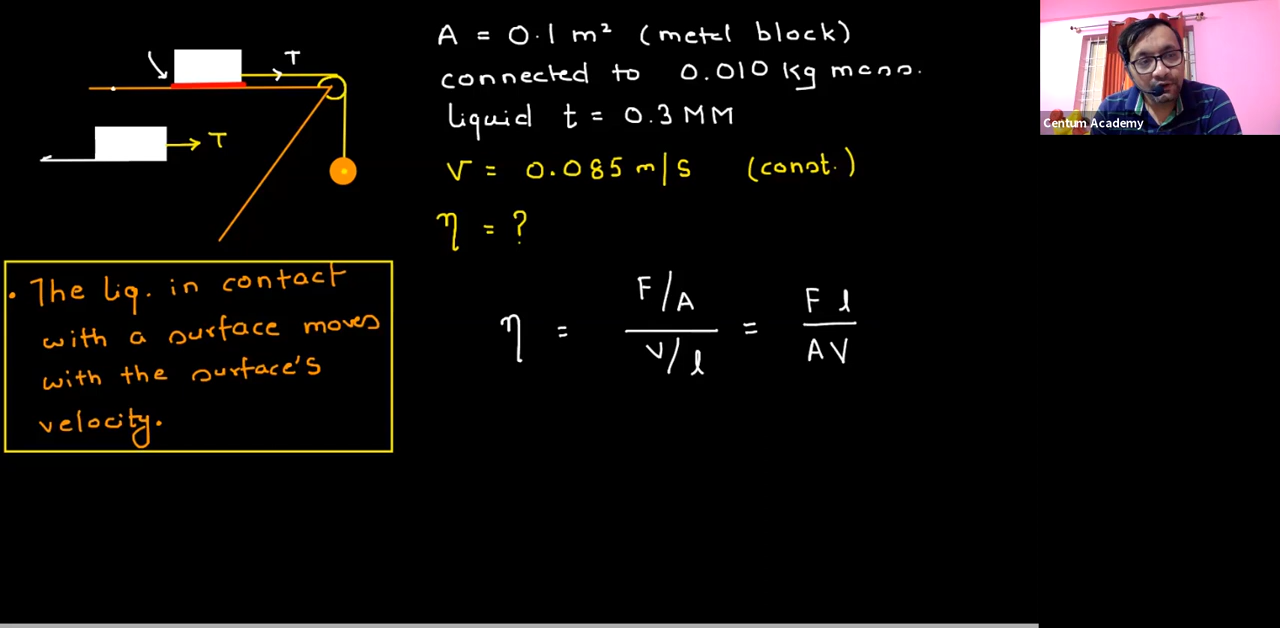 T
T
A = 0.1 m² (metal block)
connected to 0.010 kg mass.
liquid t = 0.3 MM
v = 0.085 m/s (const.)
η = ?
η = F/A / v/l = F l / A V
• The liq. in contact
with a surface moves
with the surface's
velocity.
Centum Academy